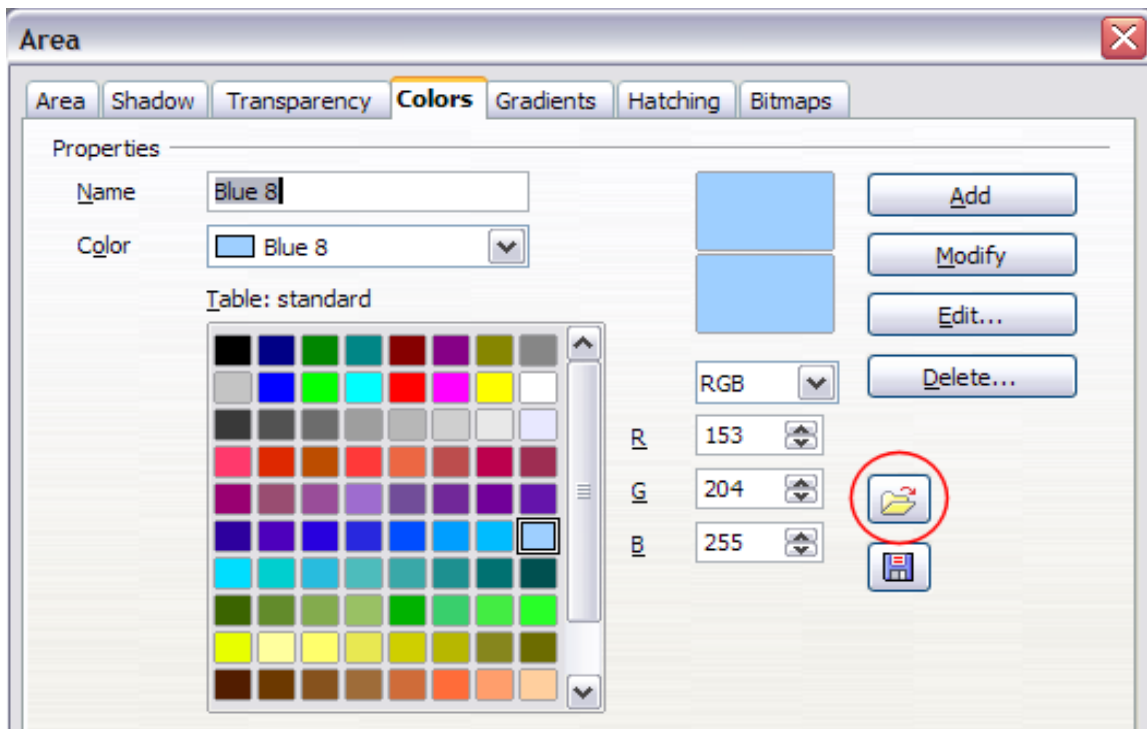 Area
Area Shadow Transparency Colors Gradients Hatching Bitmaps
Properties
Name Blue 8 Add
Color Blue 8 Modify
Table: standard
Edit...
RGB Delete...
R 153
G 204
B 255